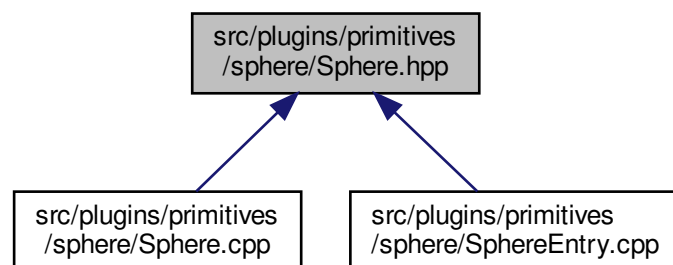 src/plugins/primitives
/sphere/Sphere.hpp
src/plugins/primitives
/sphere/Sphere.cpp
src/plugins/primitives
/sphere/SphereEntry.cpp